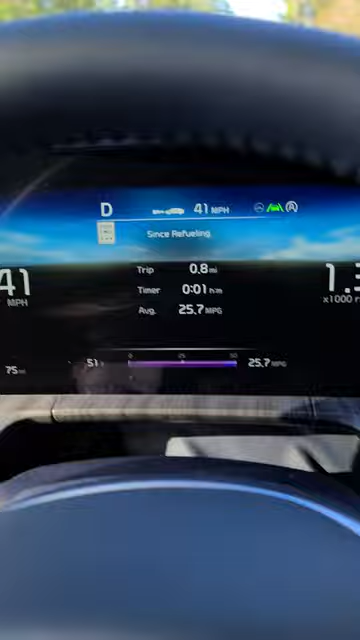 D 41 MPH
Since Refueling
Trip 0.8 mi
41 MPH
Timer 0:01 h:m
1.3
x1000 r
Avg. 25.7 MPG
0 25 50
75 mi
51
25.7 MPG